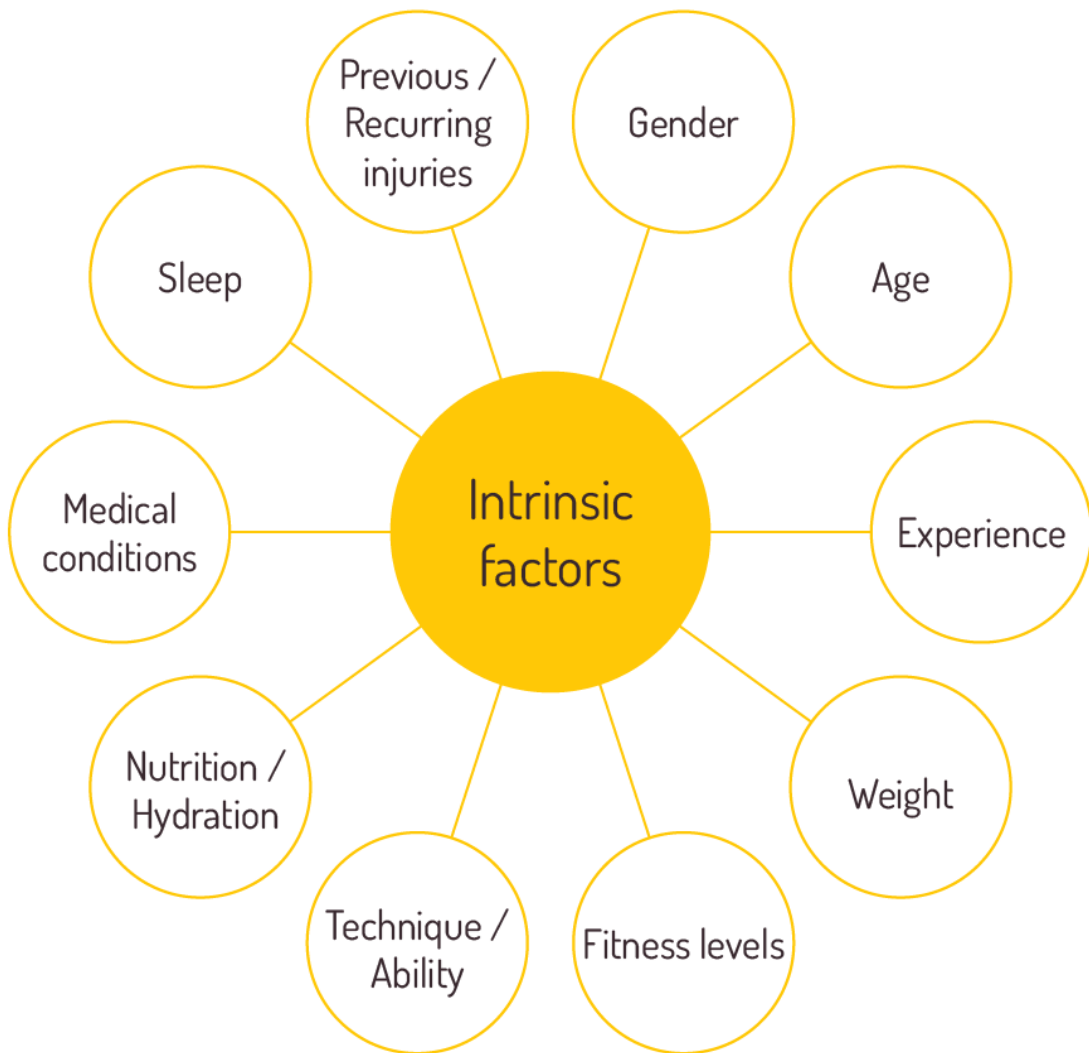 Previous /
Recurring
injuries
Gender
Sleep
Age
Medical
conditions
Intrinsic
factors
Experience
Nutrition /
Hydration
Weight
Technique /
Ability
Fitness levels